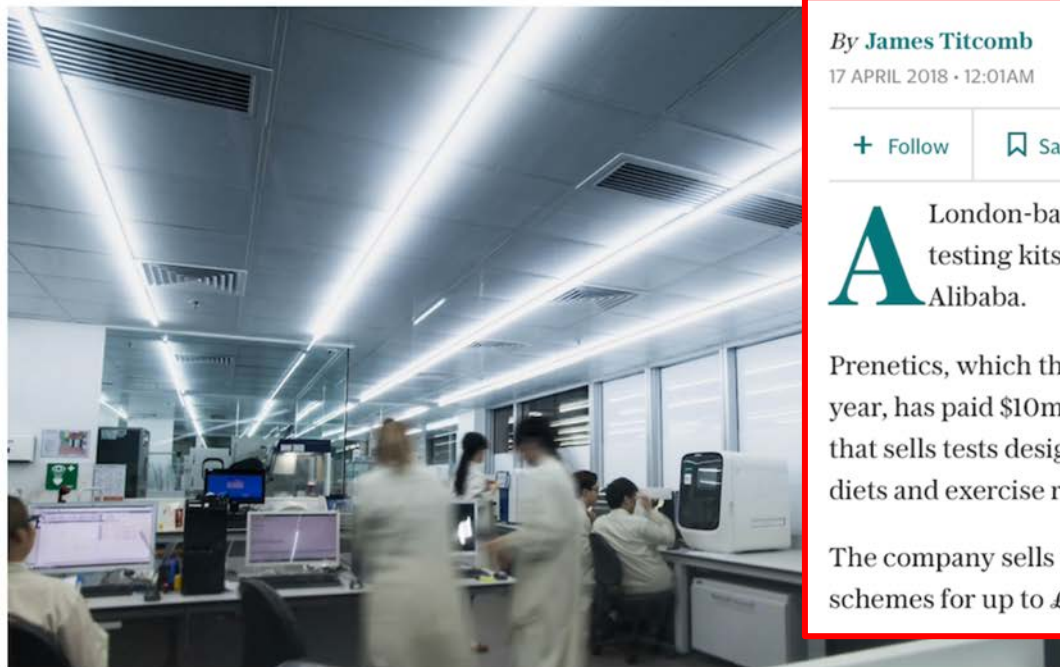 By James Titcomb
17 APRIL 2018 • 12:01AM
+ Follow
A London-ba
testing kits
Alibaba.
Prenetics, which th
year, has paid $10m
that sells tests desig
diets and exercise r
The company sells
schemes for up to £